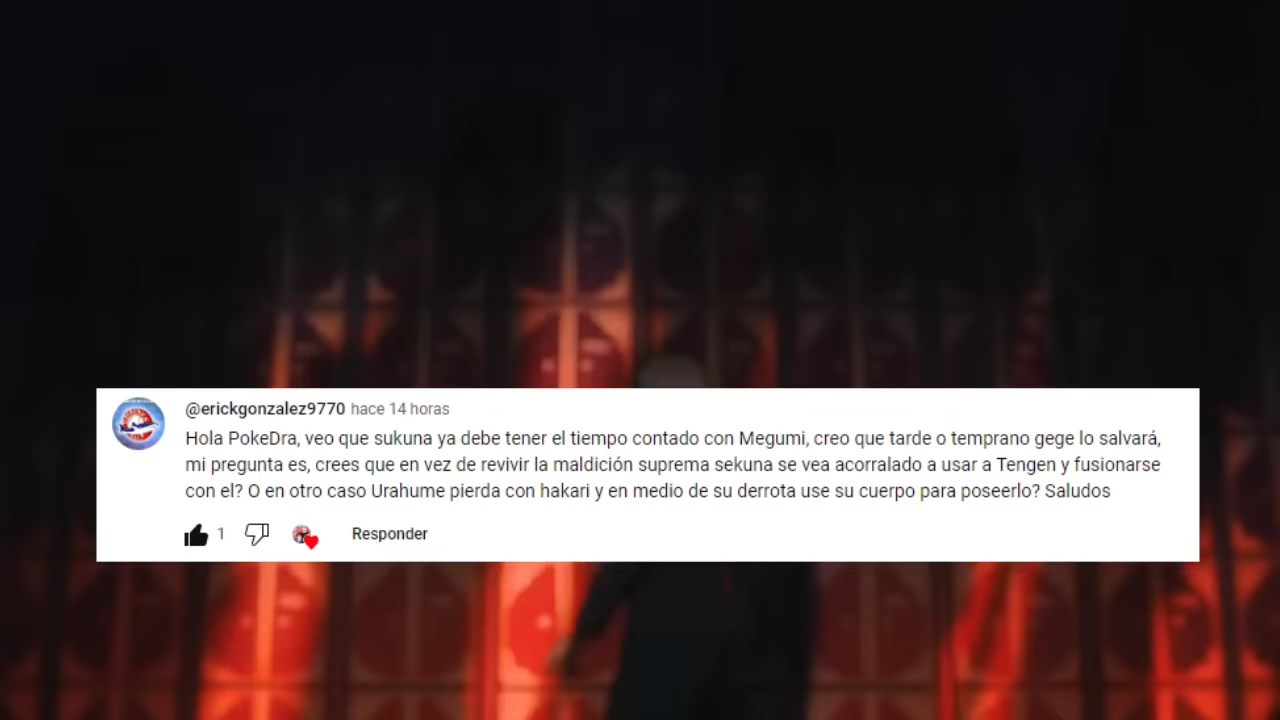 @erickgonzalez9770 hace 14 horas
Hola PokeDra, veo que sukuna ya debe tener el tiempo contado con Megumi, creo que tarde o temprano gege lo salvará,
mi pregunta es, crees que en vez de revivir la maldición suprema sekuna se vea acorralado a usar a Tengen y fusionarse
con el? O en otro caso Urahume pierda con hakari y en medio de su derrota use su cuerpo para poseerlo? Saludos
1 Responder